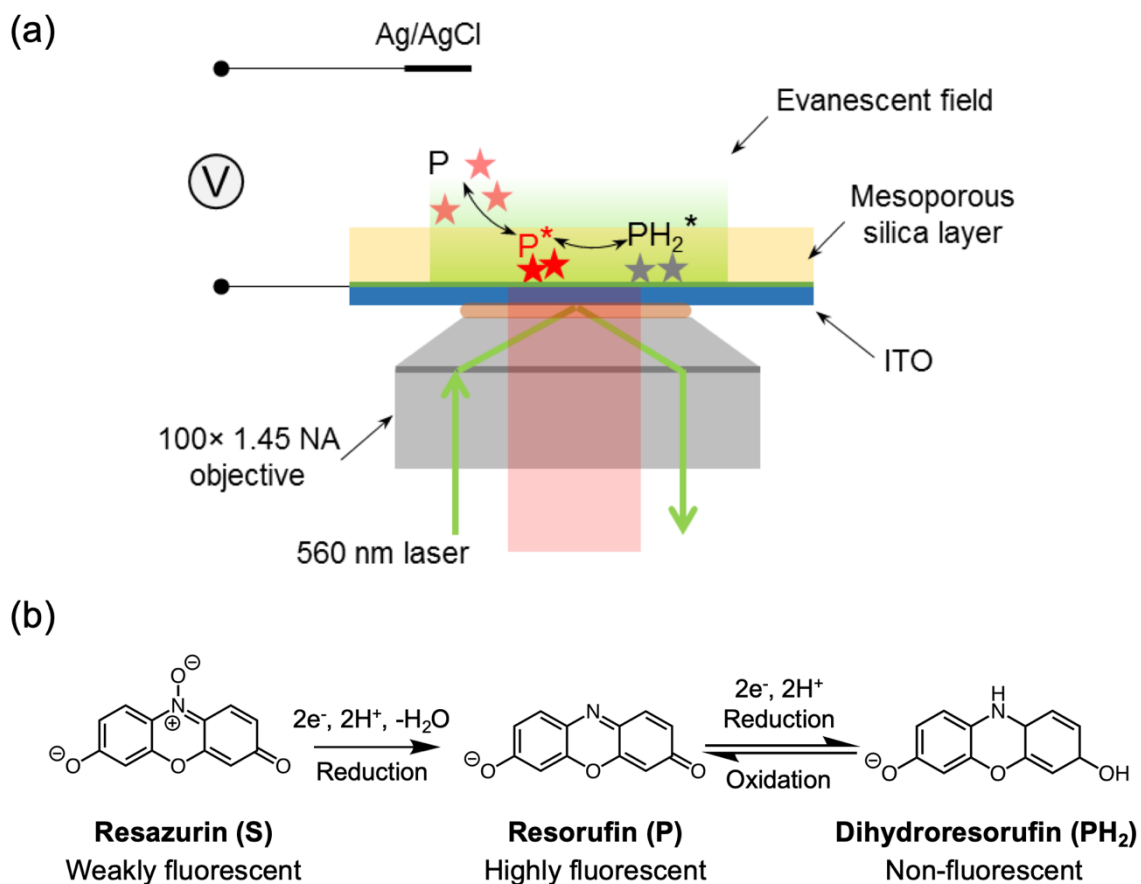 (a)
Ag/AgCl
Evanescent field
V
P
Mesoporous
silica layer
P*
PH₂*
ITO
100× 1.45 NA
objective
560 nm laser
(b)
O⊖
N⊕
⊖O
O
O
2e⁻, 2H⁺, -H₂O
Reduction
N
⊖O
O
O
2e⁻, 2H⁺
Reduction
Oxidation
H
N
⊖O
O
OH
Resazurin (S)
Weakly fluorescent
Resorufin (P)
Highly fluorescent
Dihydroresorufin (PH₂)
Non-fluorescent